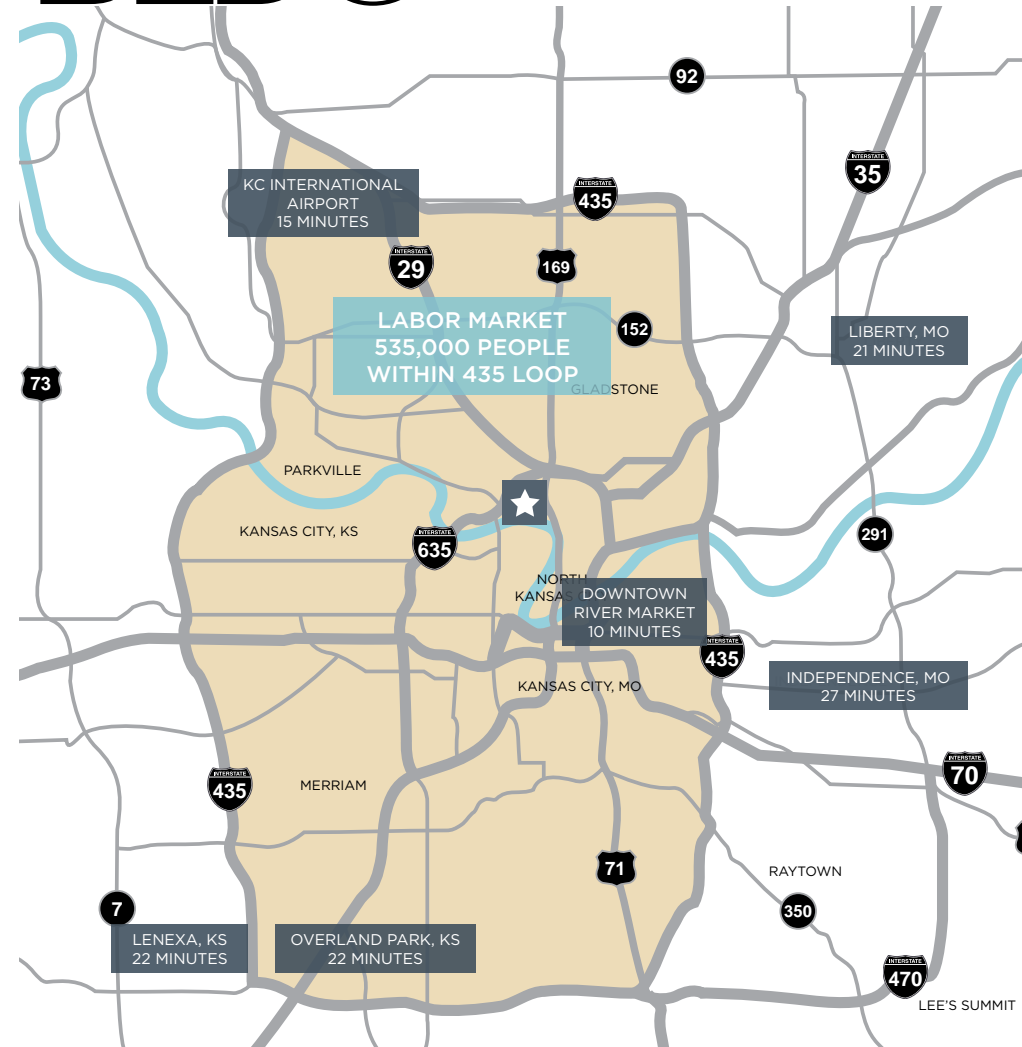 92
INTERSTATE
35
KC INTERNATIONAL
AIRPORT
15 MINUTES
INTERSTATE
435
INTERSTATE
29
169
LABOR MARKET
535,000 PEOPLE
WITHIN 435 LOOP
152
LIBERTY, MO
21 MINUTES
73
GLADSTONE
PARKVILLE
KANSAS CITY, KS
INTERSTATE
635
291
NORTH
KANSAS
DOWNTOWN
RIVER MARKET
10 MINUTES
INTERSTATE
435
INDEPENDENCE, MO
27 MINUTES
KANSAS CITY, MO
INTERSTATE
435
MERRIAM
INTERSTATE
70
71
RAYTOWN
7
350
LENEXA, KS
22 MINUTES
OVERLAND PARK, KS
22 MINUTES
INTERSTATE
470
LEE'S SUMMIT